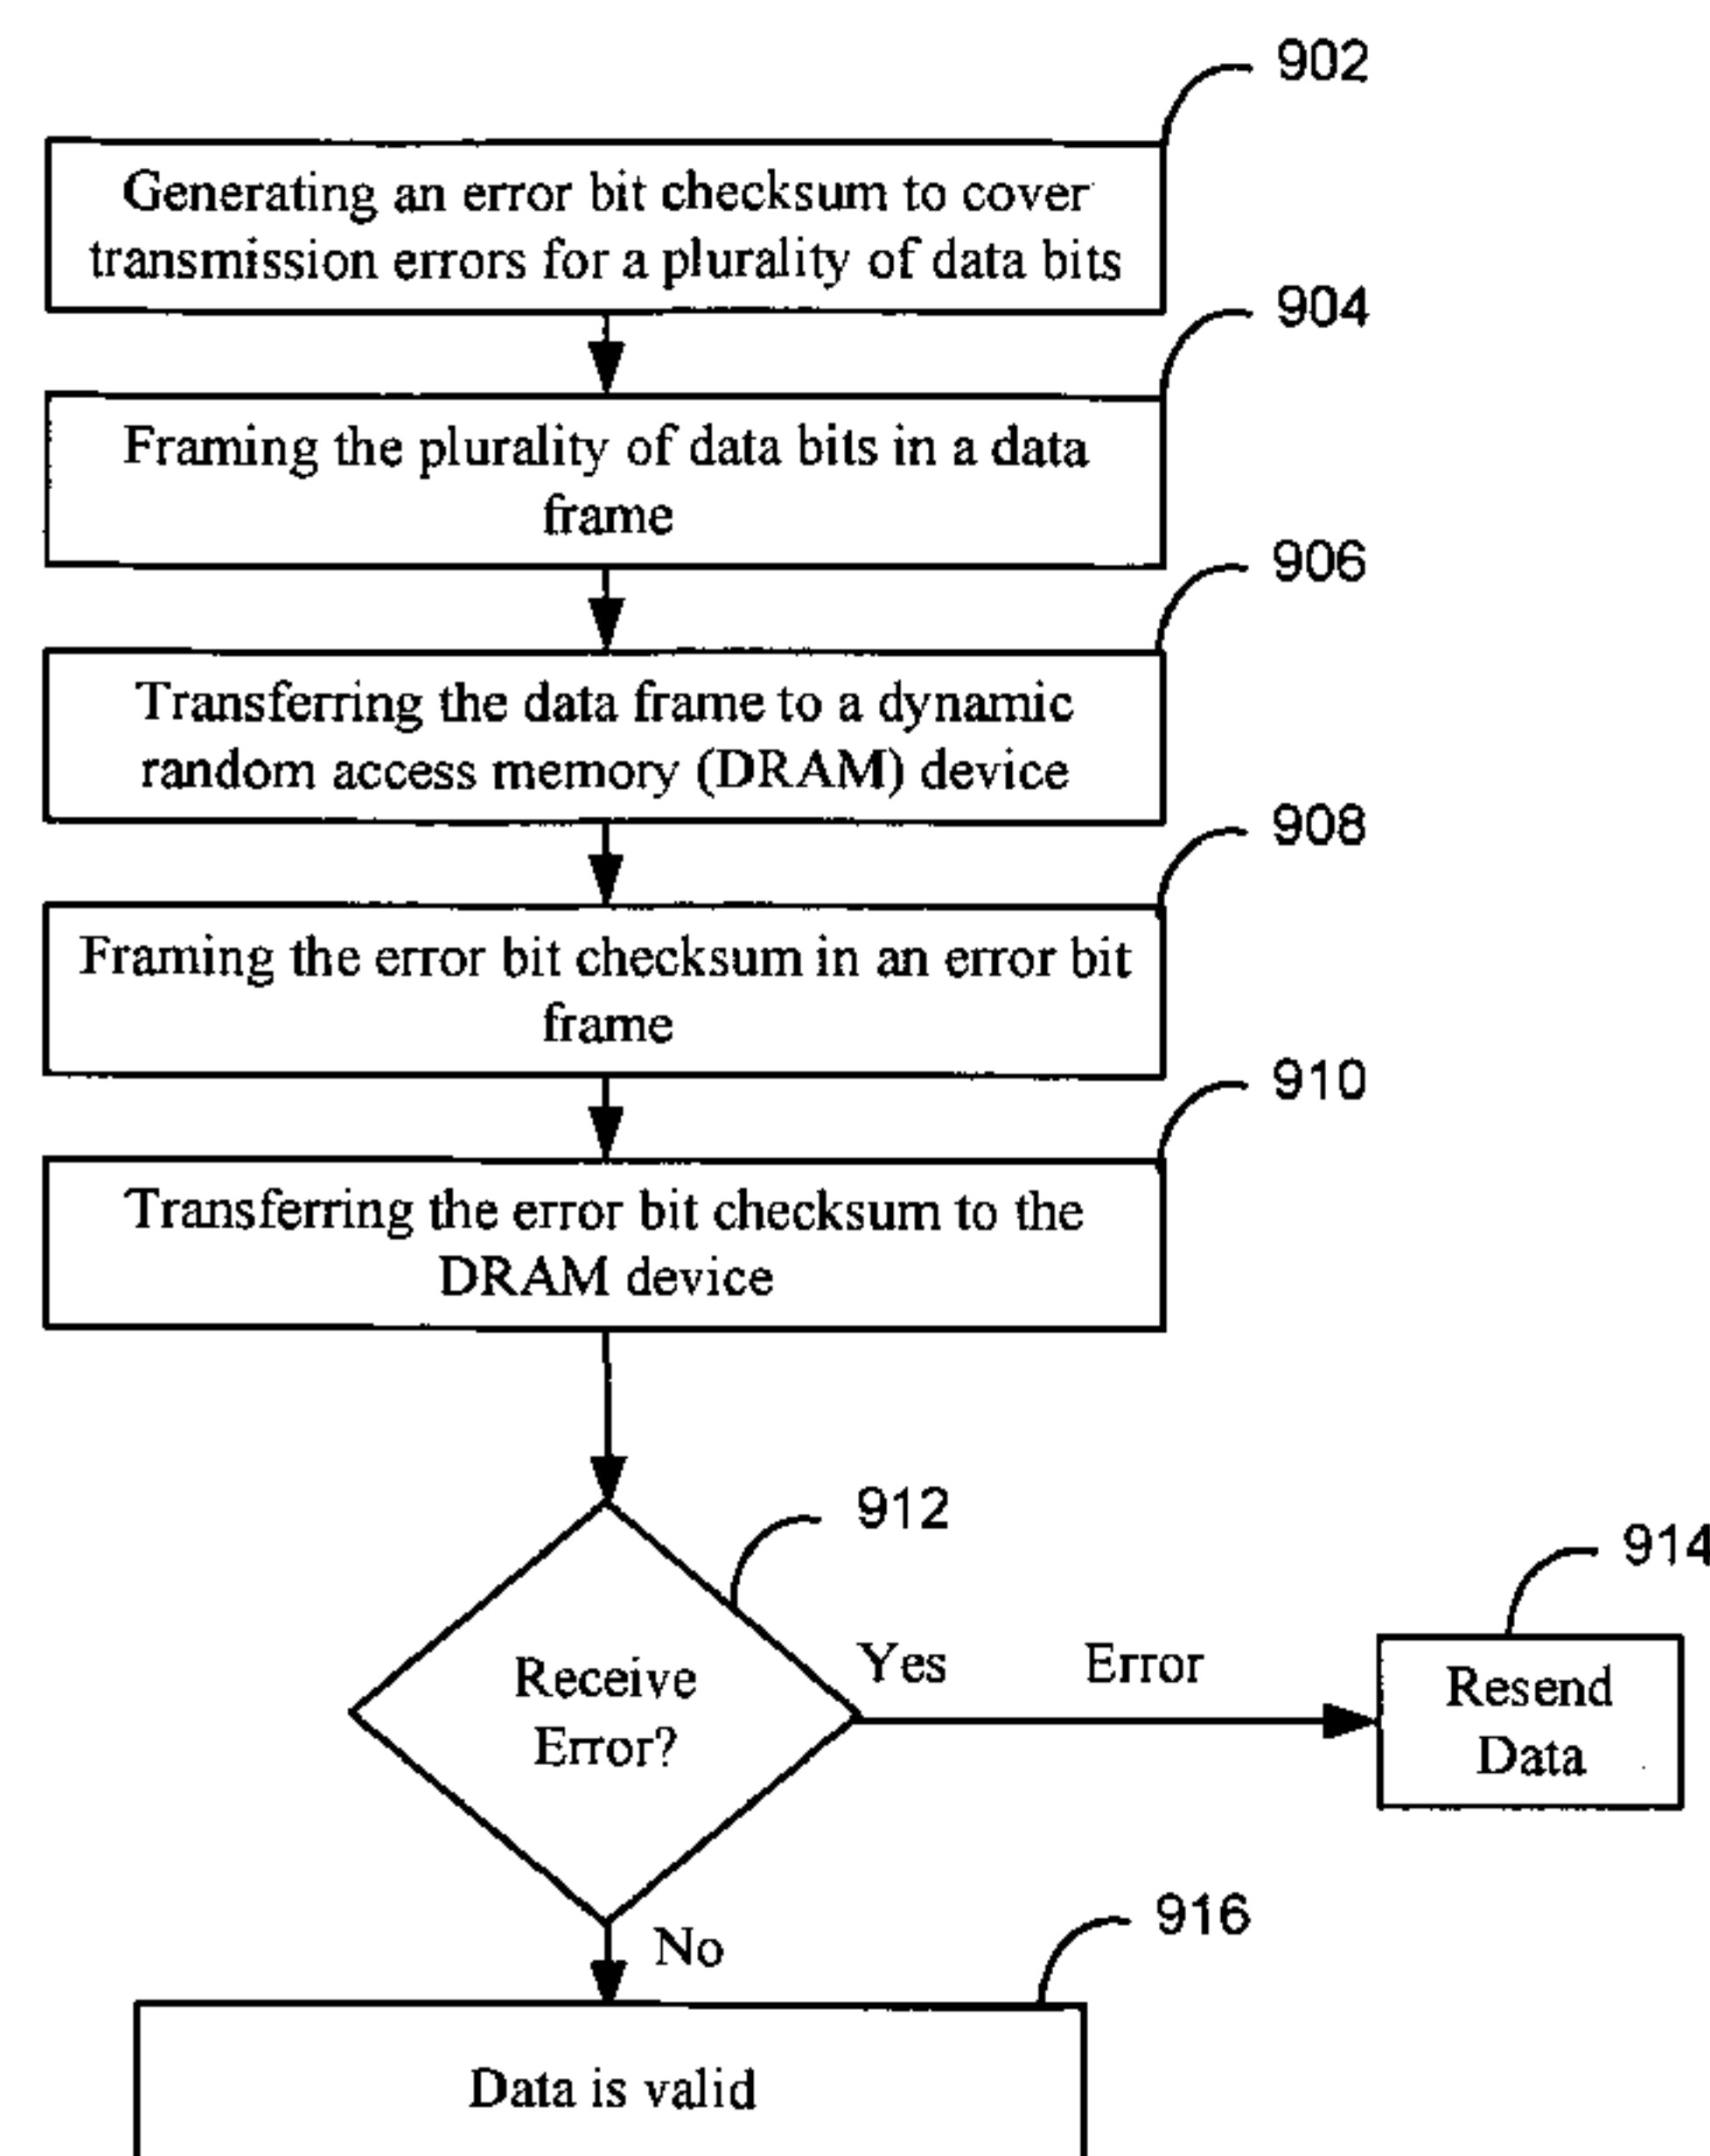 902
Generating an error bit checksum to cover
transmission errors for a plurality of data bits
904
Framing the plurality of data bits in a data
frame
906
Transferring the data frame to a dynamic
random access memory (DRAM) device
908
Framing the error bit checksum in an error bit
frame
910
Transferring the error bit checksum to the
DRAM device
912
Receive
Error?
Yes
Error
914
Resend
Data
No
916
Data is valid